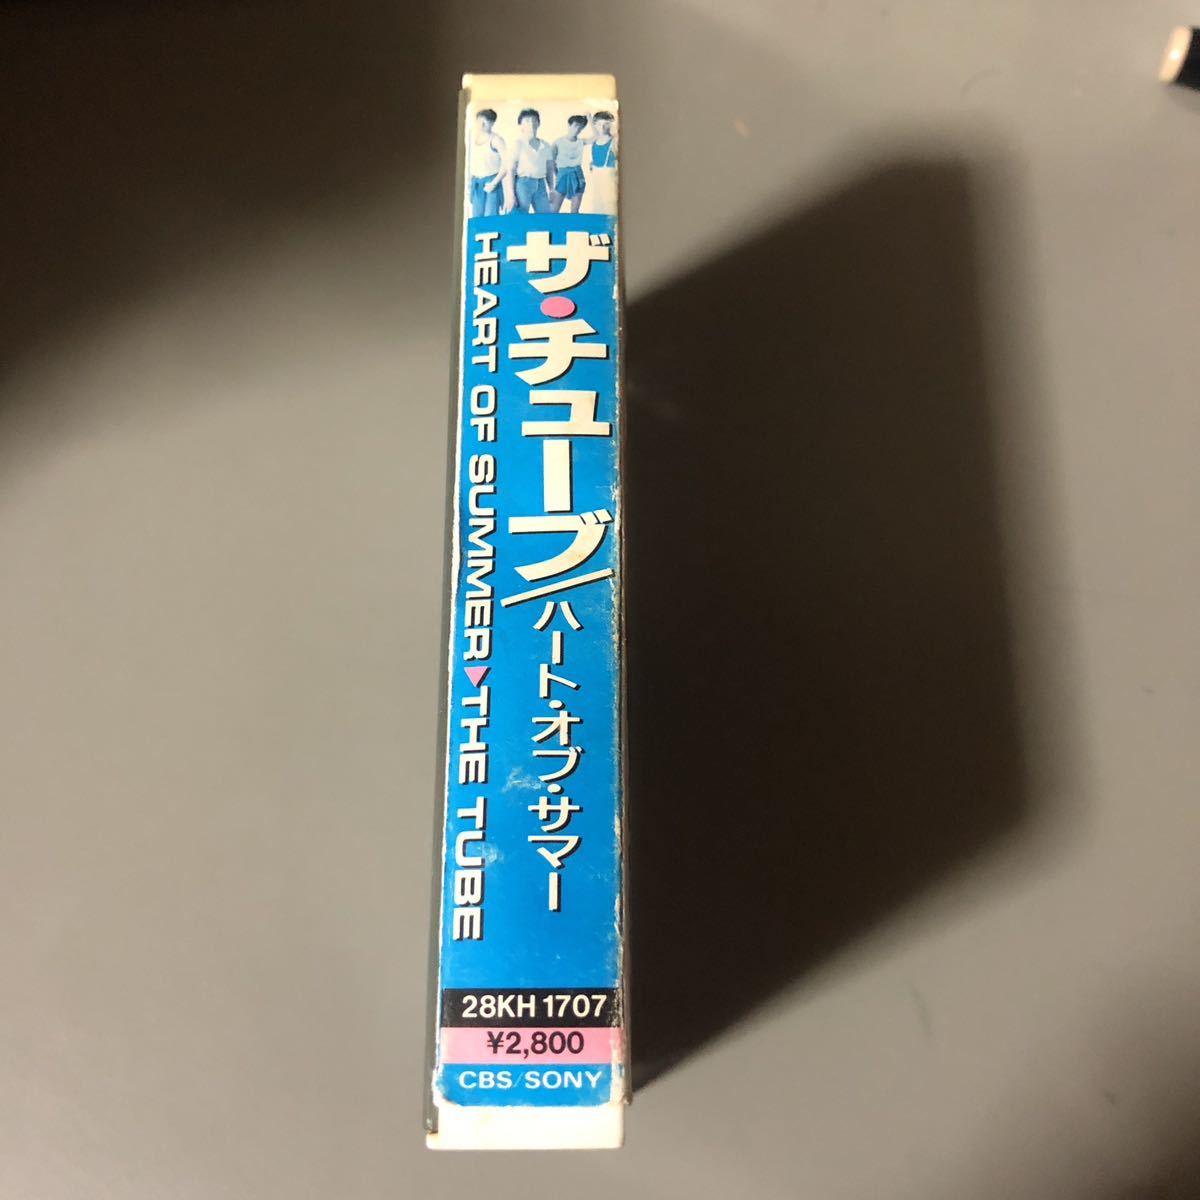 ザ・チューブ/ハート・オブ・サマー
HEART OF SUMMER▶THE TUBE
28KH 1707
¥2,800
CBS/SONY